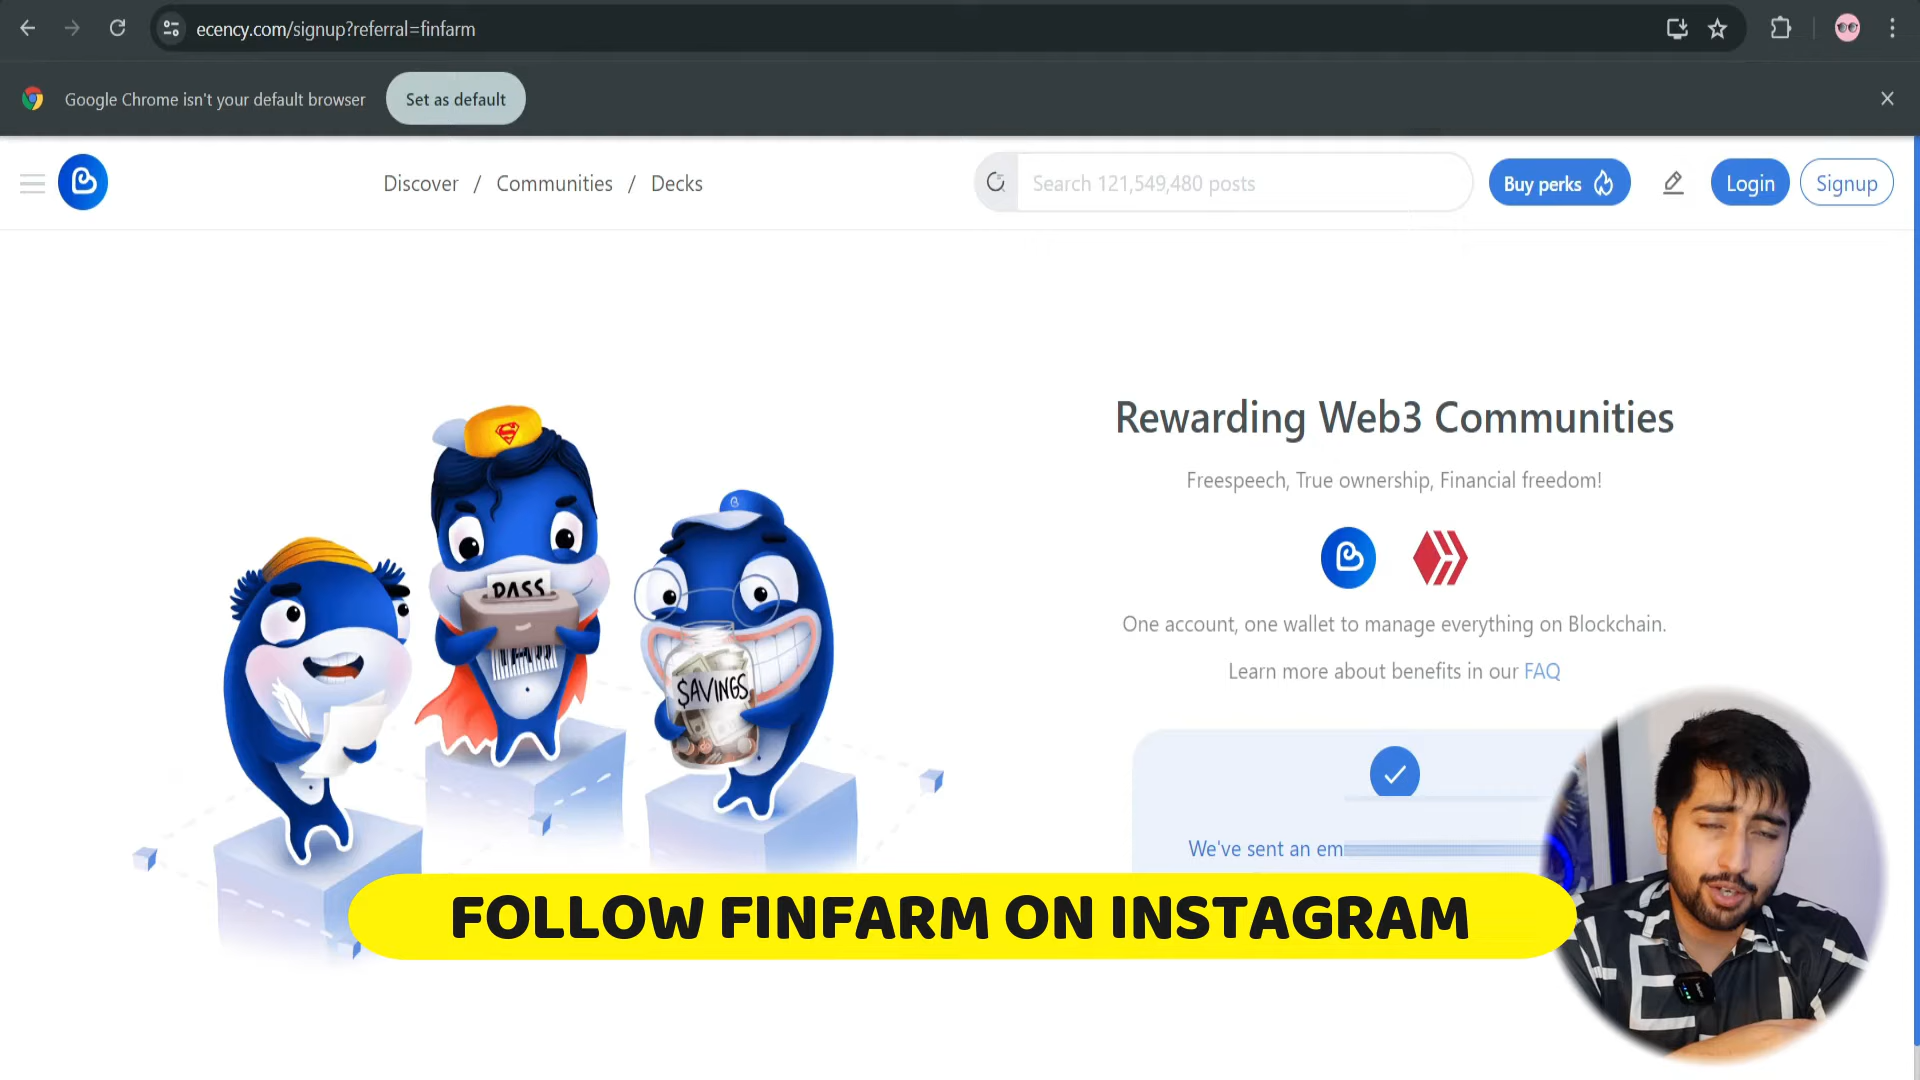 ecency.com/signup?referral=finfarm
Google Chrome isn't your default browser
Set as default
Discover / Communities / Decks
Search 121,549,480 posts
Buy perks
Login
Signup
Rewarding Web3 Communities
Freespeech, True ownership, Financial freedom!
One account, one wallet to manage everything on Blockchain.
Learn more about benefits in our FAQ
PASS
$AVINGS
We've sent an em
FOLLOW FINFARM ON INSTAGRAM